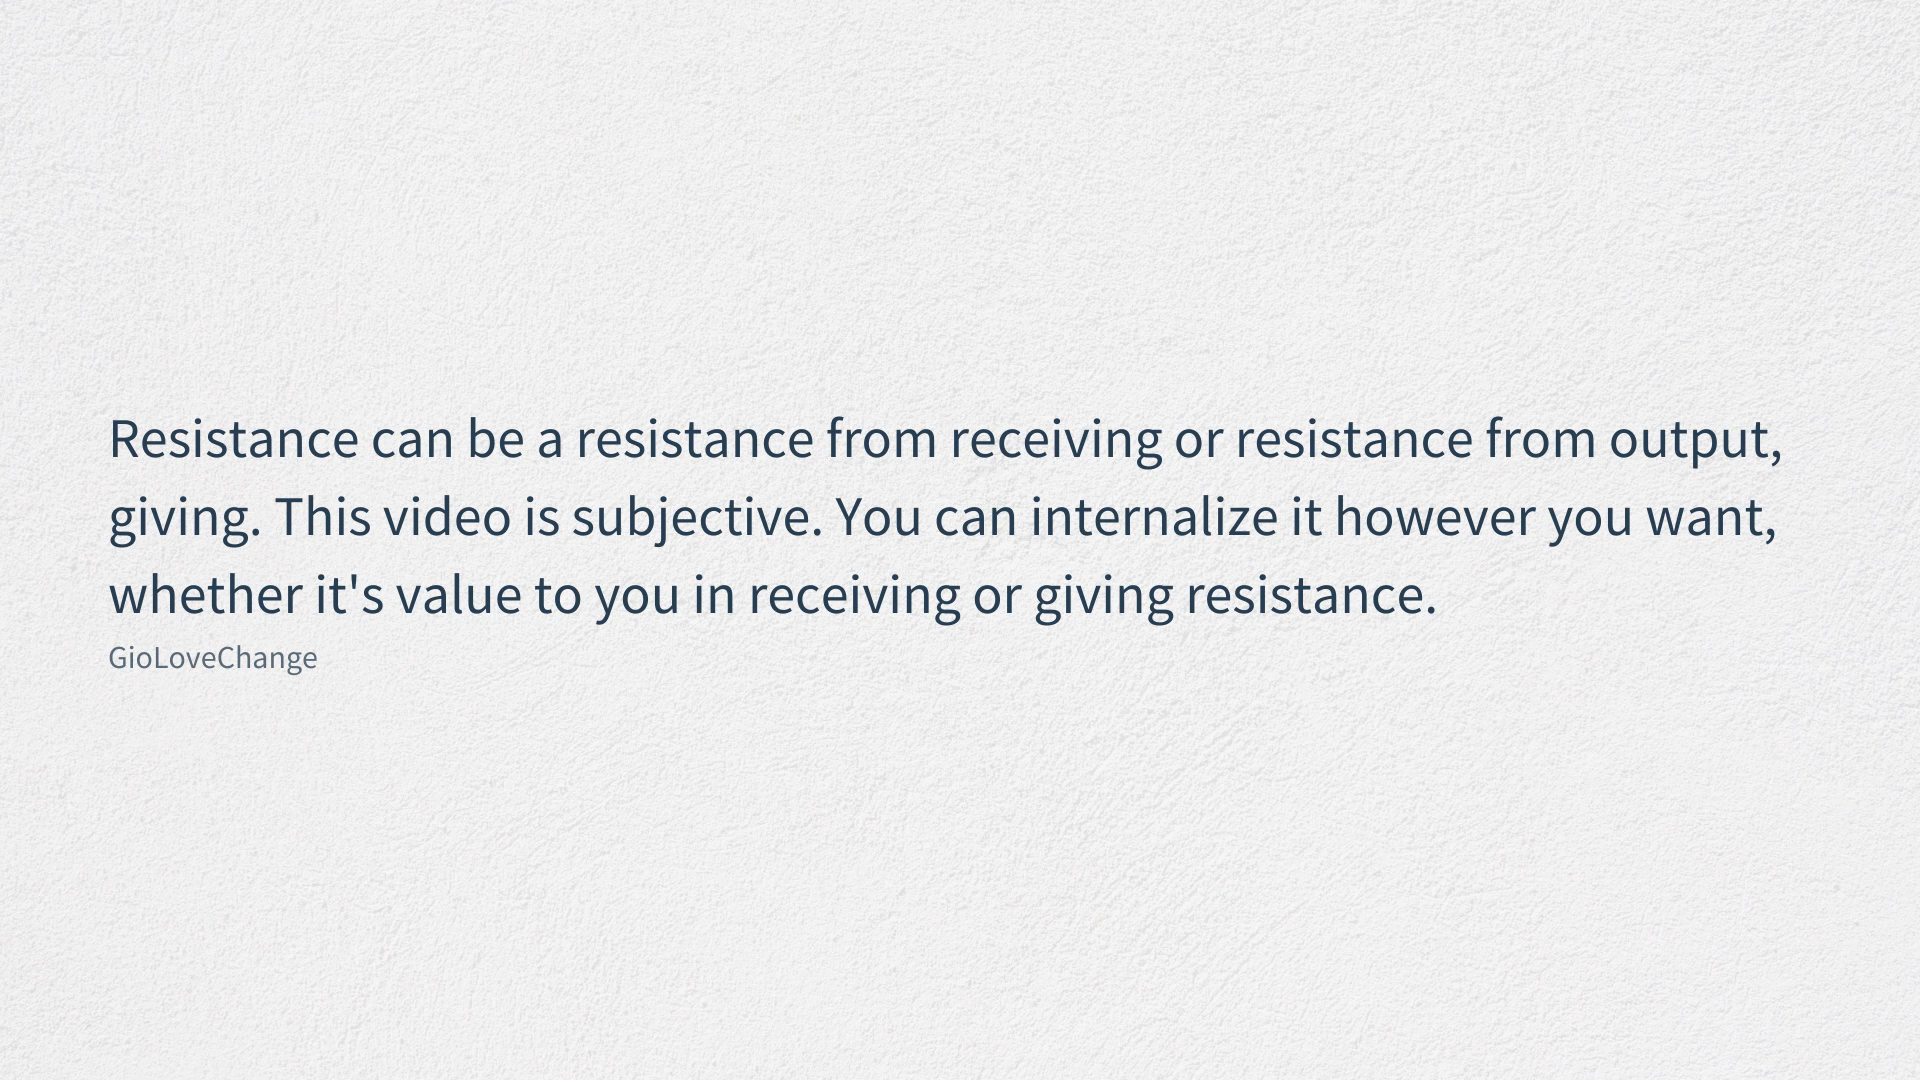 Resistance can be a resistance from receiving or resistance from output,
giving. This video is subjective. You can internalize it however you want,
whether it's value to you in receiving or giving resistance.
GioLoveChange